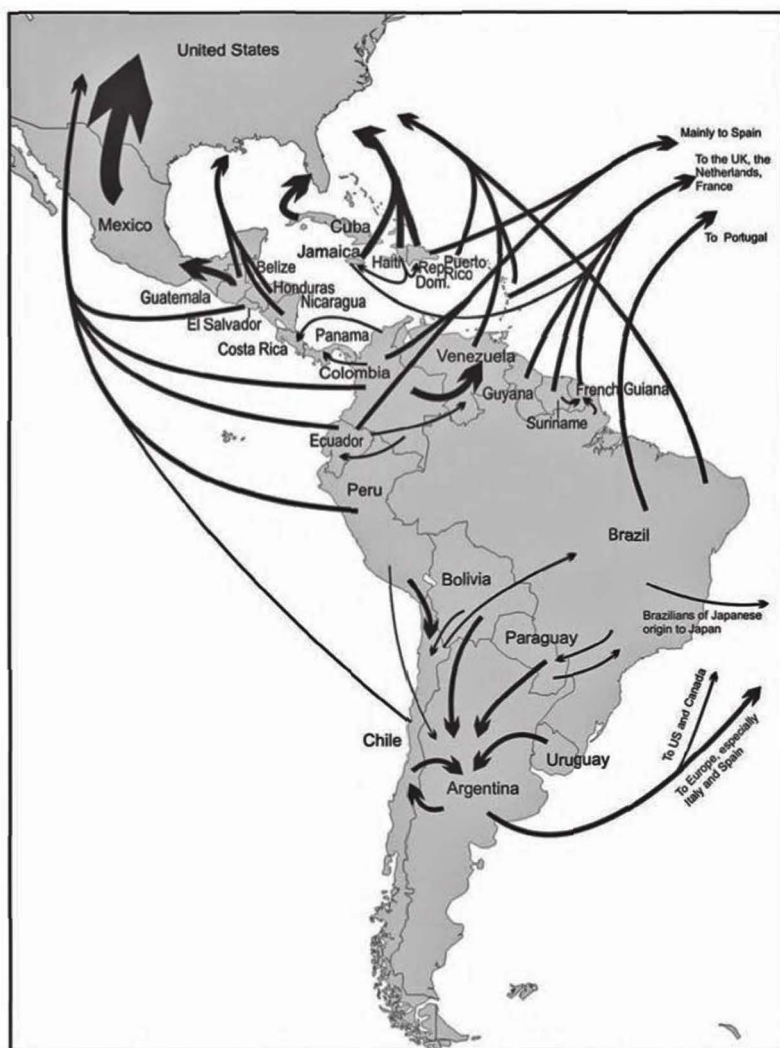 United States
Mainly to Spain
To the UK, the
Netherlands,
France
To Portugal
Mexico
Cuba
Jamaica
Haiti
Rep.
Dom.
Puerto
Rico
Belize
Honduras
Guatemala
Nicaragua
El Salvador
Costa Rica
Panama
Colombia
Venezuela
Guyana
French Guiana
Suriname
Ecuador
Peru
Brazil
Bolivia
Brazilians of Japanese
origin to Japan
Paraguay
To US and Canada
To Europe, especially
Italy and Spain
Chile
Uruguay
Argentina